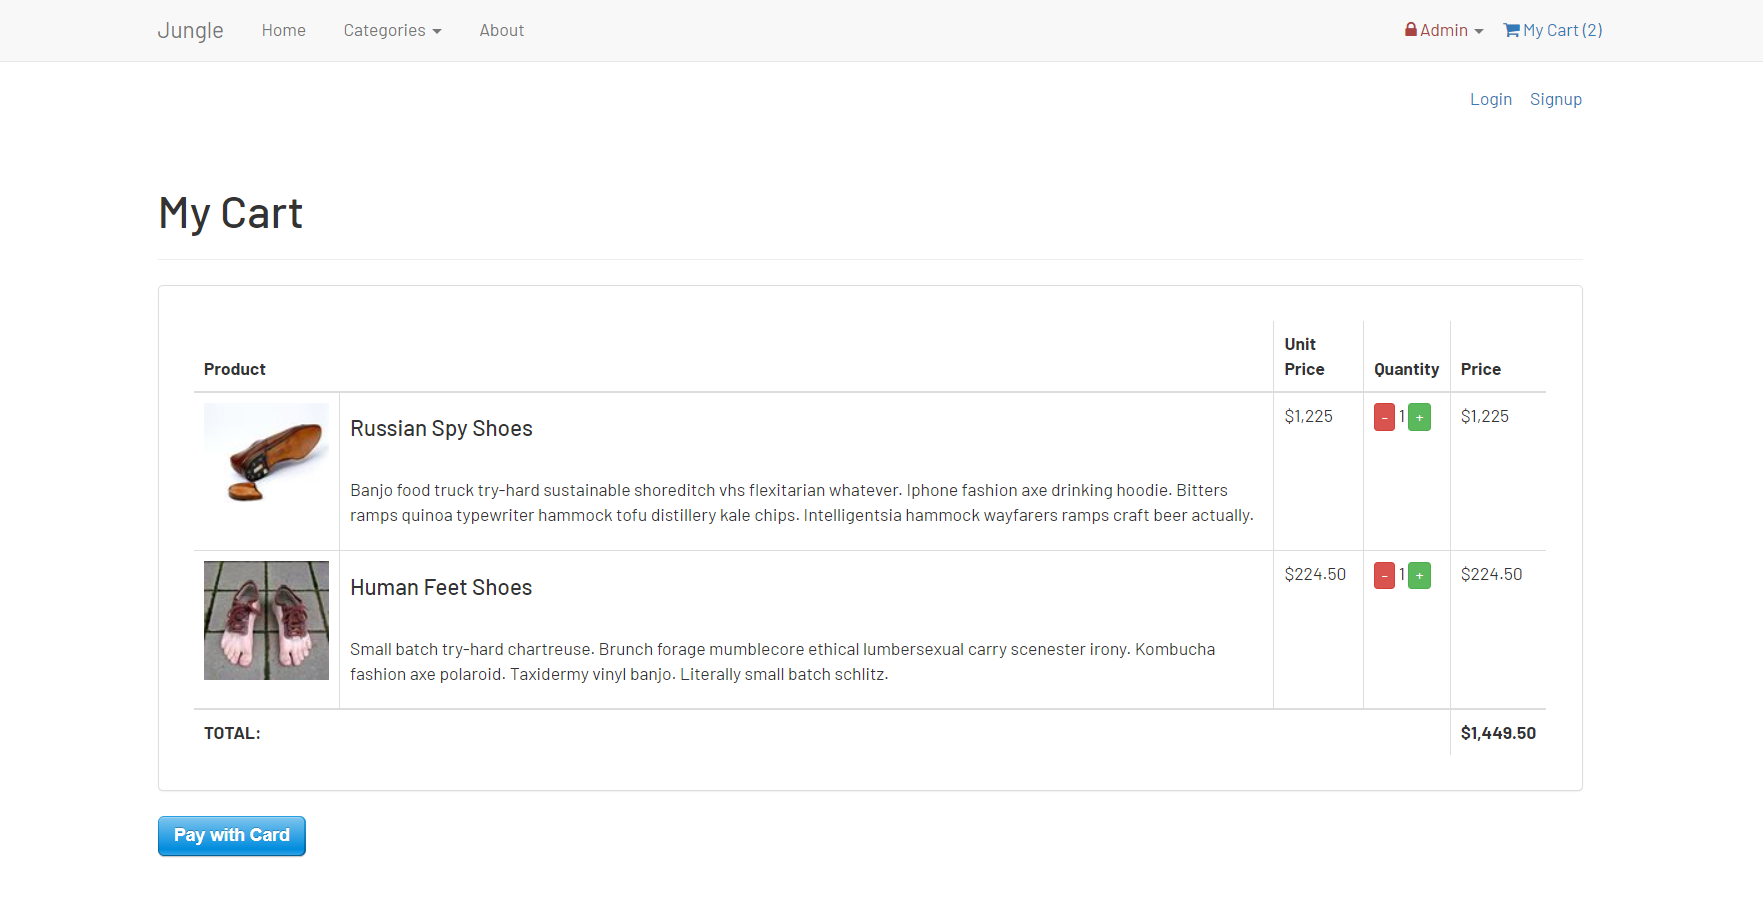 Jungle Home Categories About Admin My Cart (2)
Login Signup
My Cart
Product Unit Price Quantity Price
Russian Spy Shoes $1,225 - 1 + $1,225
Banjo food truck try-hard sustainable shoreditch vhs flexitarian whatever. Iphone fashion axe drinking hoodie. Bitters
ramps quinoa typewriter hammock tofu distillery kale chips. Intelligentsia hammock wayfarers ramps craft beer actually.
Human Feet Shoes $224.50 - 1 + $224.50
Small batch try-hard chartreuse. Brunch forage mumblecore ethical lumbersexual carry scenester irony. Kombucha
fashion axe polaroid. Taxidermy vinyl banjo. Literally small batch schlitz.
TOTAL: $1,449.50
Pay with Card